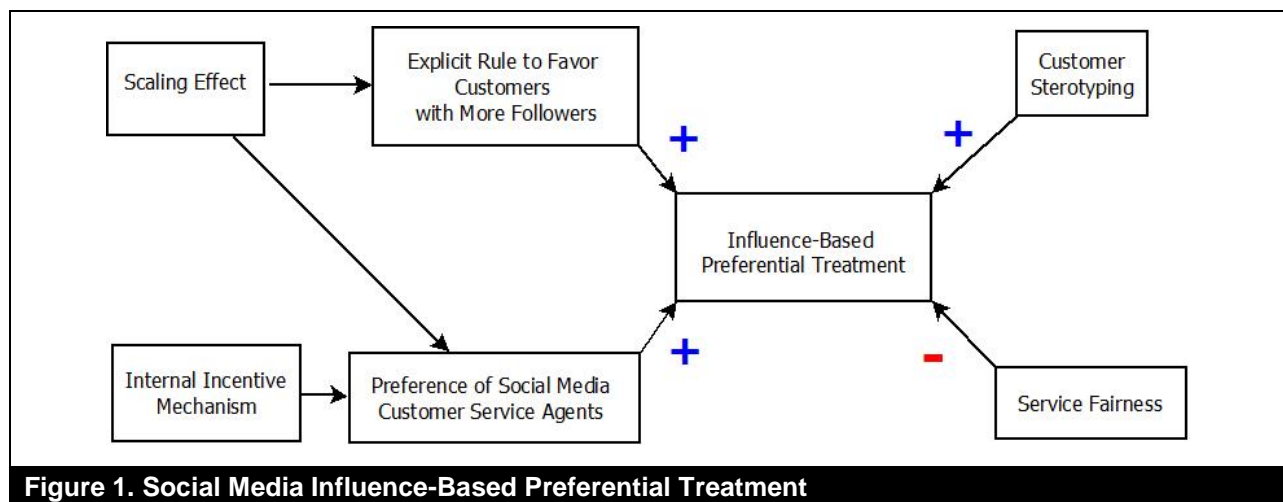 Scaling Effect
Explicit Rule to Favor
Customers
with More Followers
Customer
Sterotyping
+
+
Influence-Based
Preferential Treatment
Internal Incentive
Mechanism
Preference of Social Media
Customer Service Agents
+
-
Service Fairness
Figure 1. Social Media Influence-Based Preferential Treatment